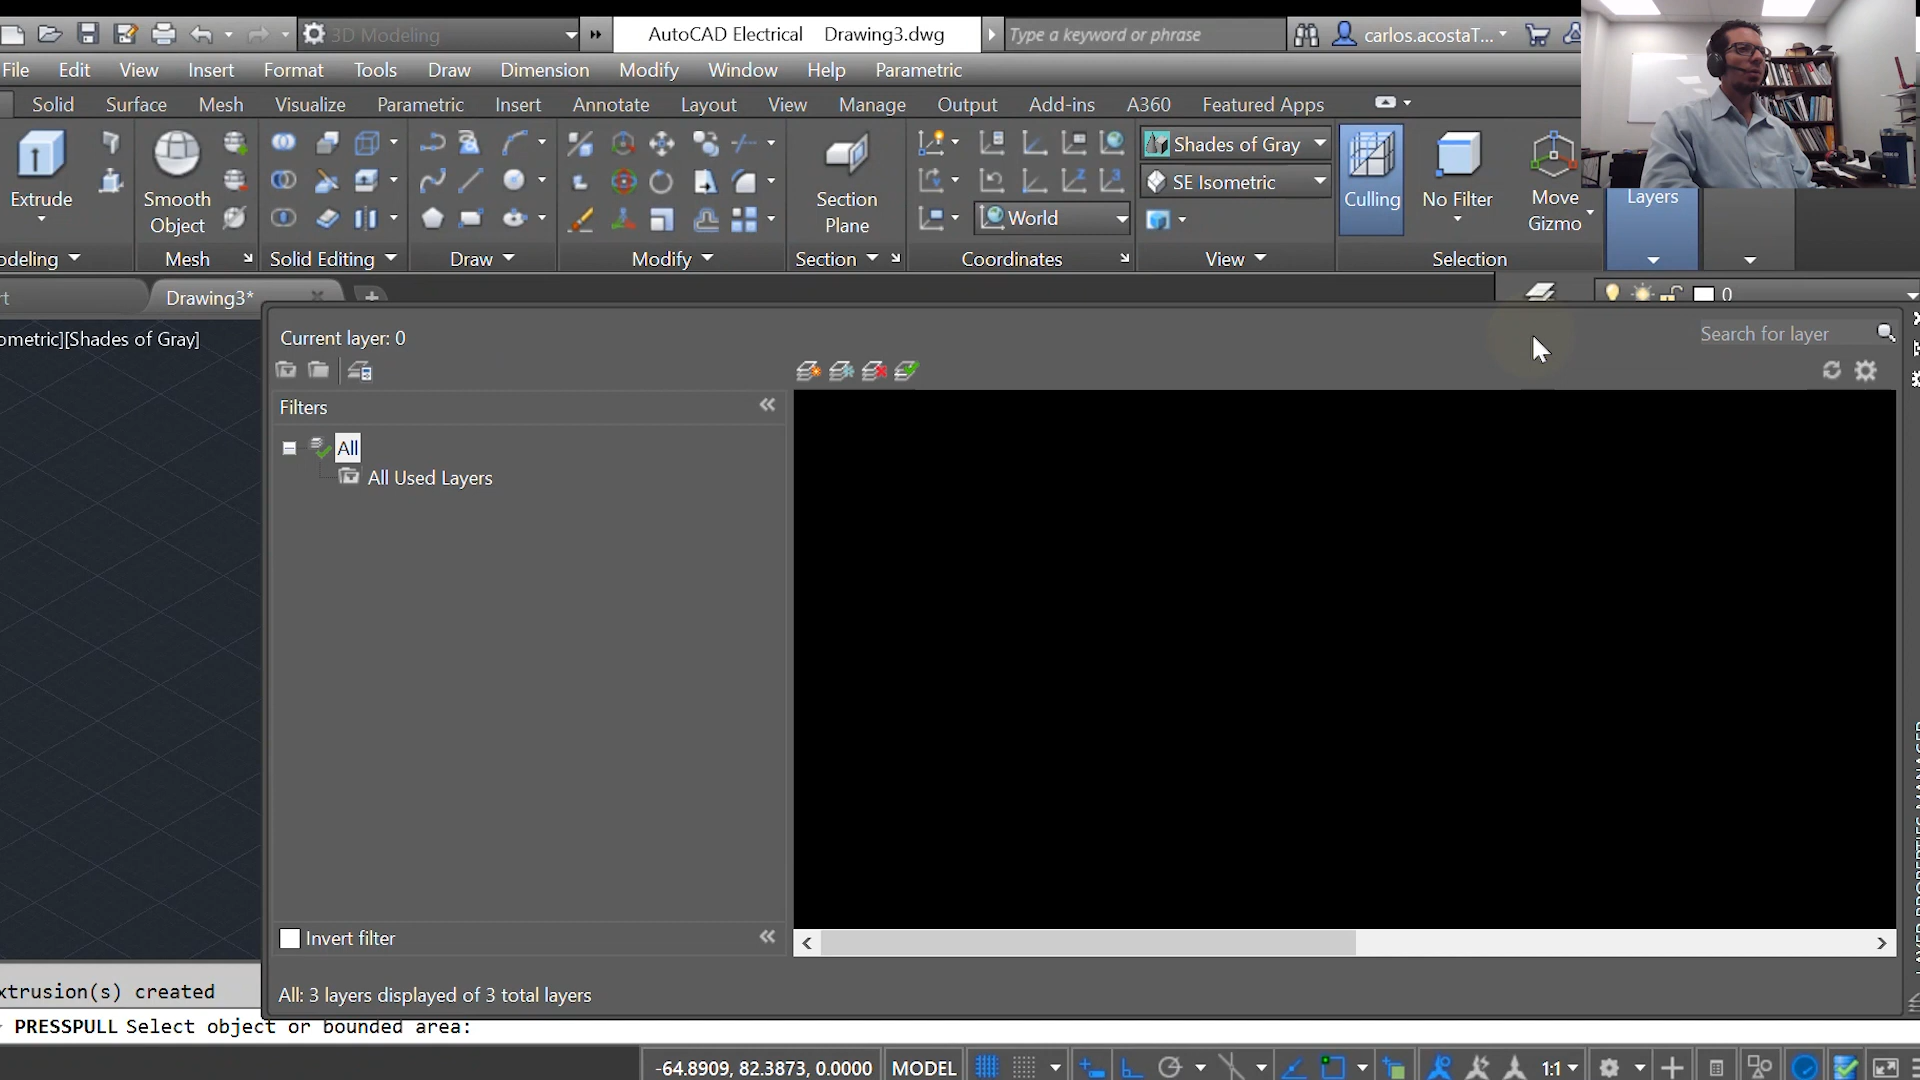 3D Modeling
AutoCAD Electrical Drawing3.dwg
Type a keyword or phrase
carlos.acostaT...
File Edit View Insert Format Tools Draw Dimension Modify Window Help Parametric
Solid Surface Mesh Visualize Parametric Insert Annotate Layout View Manage Output Add-ins A360 Featured Apps
Extrude
Smooth Object
Section Plane
Shades of Gray
SE Isometric
World
Culling
No Filter
Move Gizmo
Layers
odeling Mesh Solid Editing Draw Modify Section Coordinates View Selection
rt
Drawing3*
0
ometric][Shades of Gray]
Current layer: 0
Search for layer
Filters
All
All Used Layers
Invert filter
All: 3 layers displayed of 3 total layers
LAYER PROPERTIES MANAGER
xtrusion(s) created
PRESSPULL Select object or bounded area:
-64.8909, 82.3873, 0.0000 MODEL 1:1